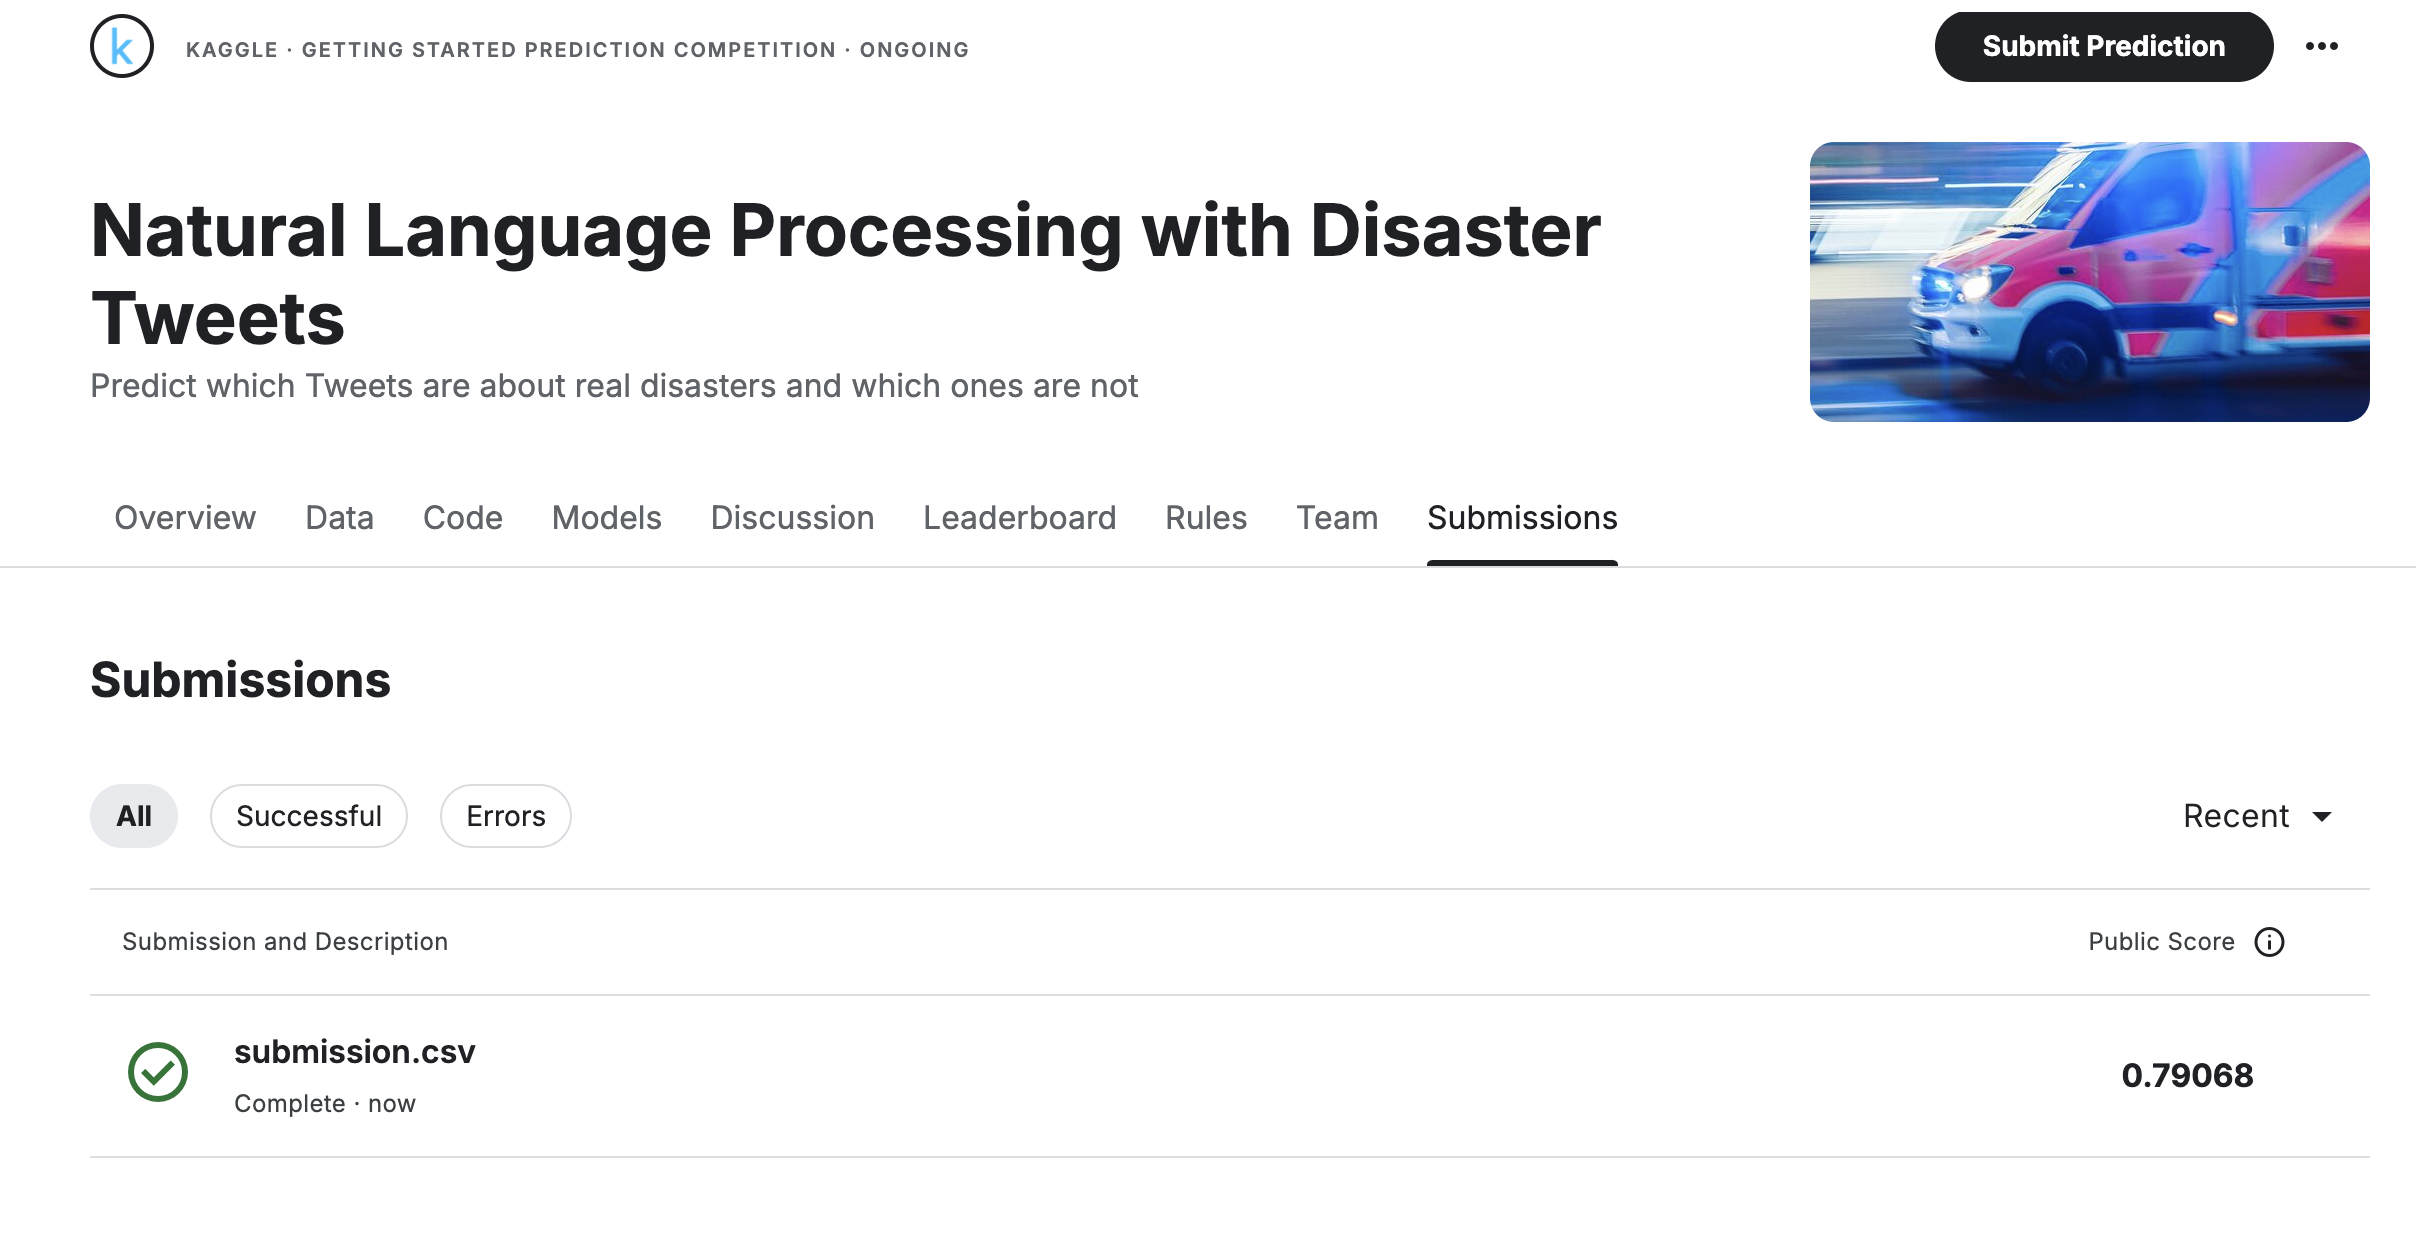 k
KAGGLE · GETTING STARTED PREDICTION COMPETITION · ONGOING
Submit Prediction
Natural Language Processing with Disaster
Tweets
Predict which Tweets are about real disasters and which ones are not
Overview Data Code Models Discussion Leaderboard Rules Team Submissions
Submissions
All Successful Errors Recent
Submission and Description Public Score
submission.csv
0.79068
Complete · now